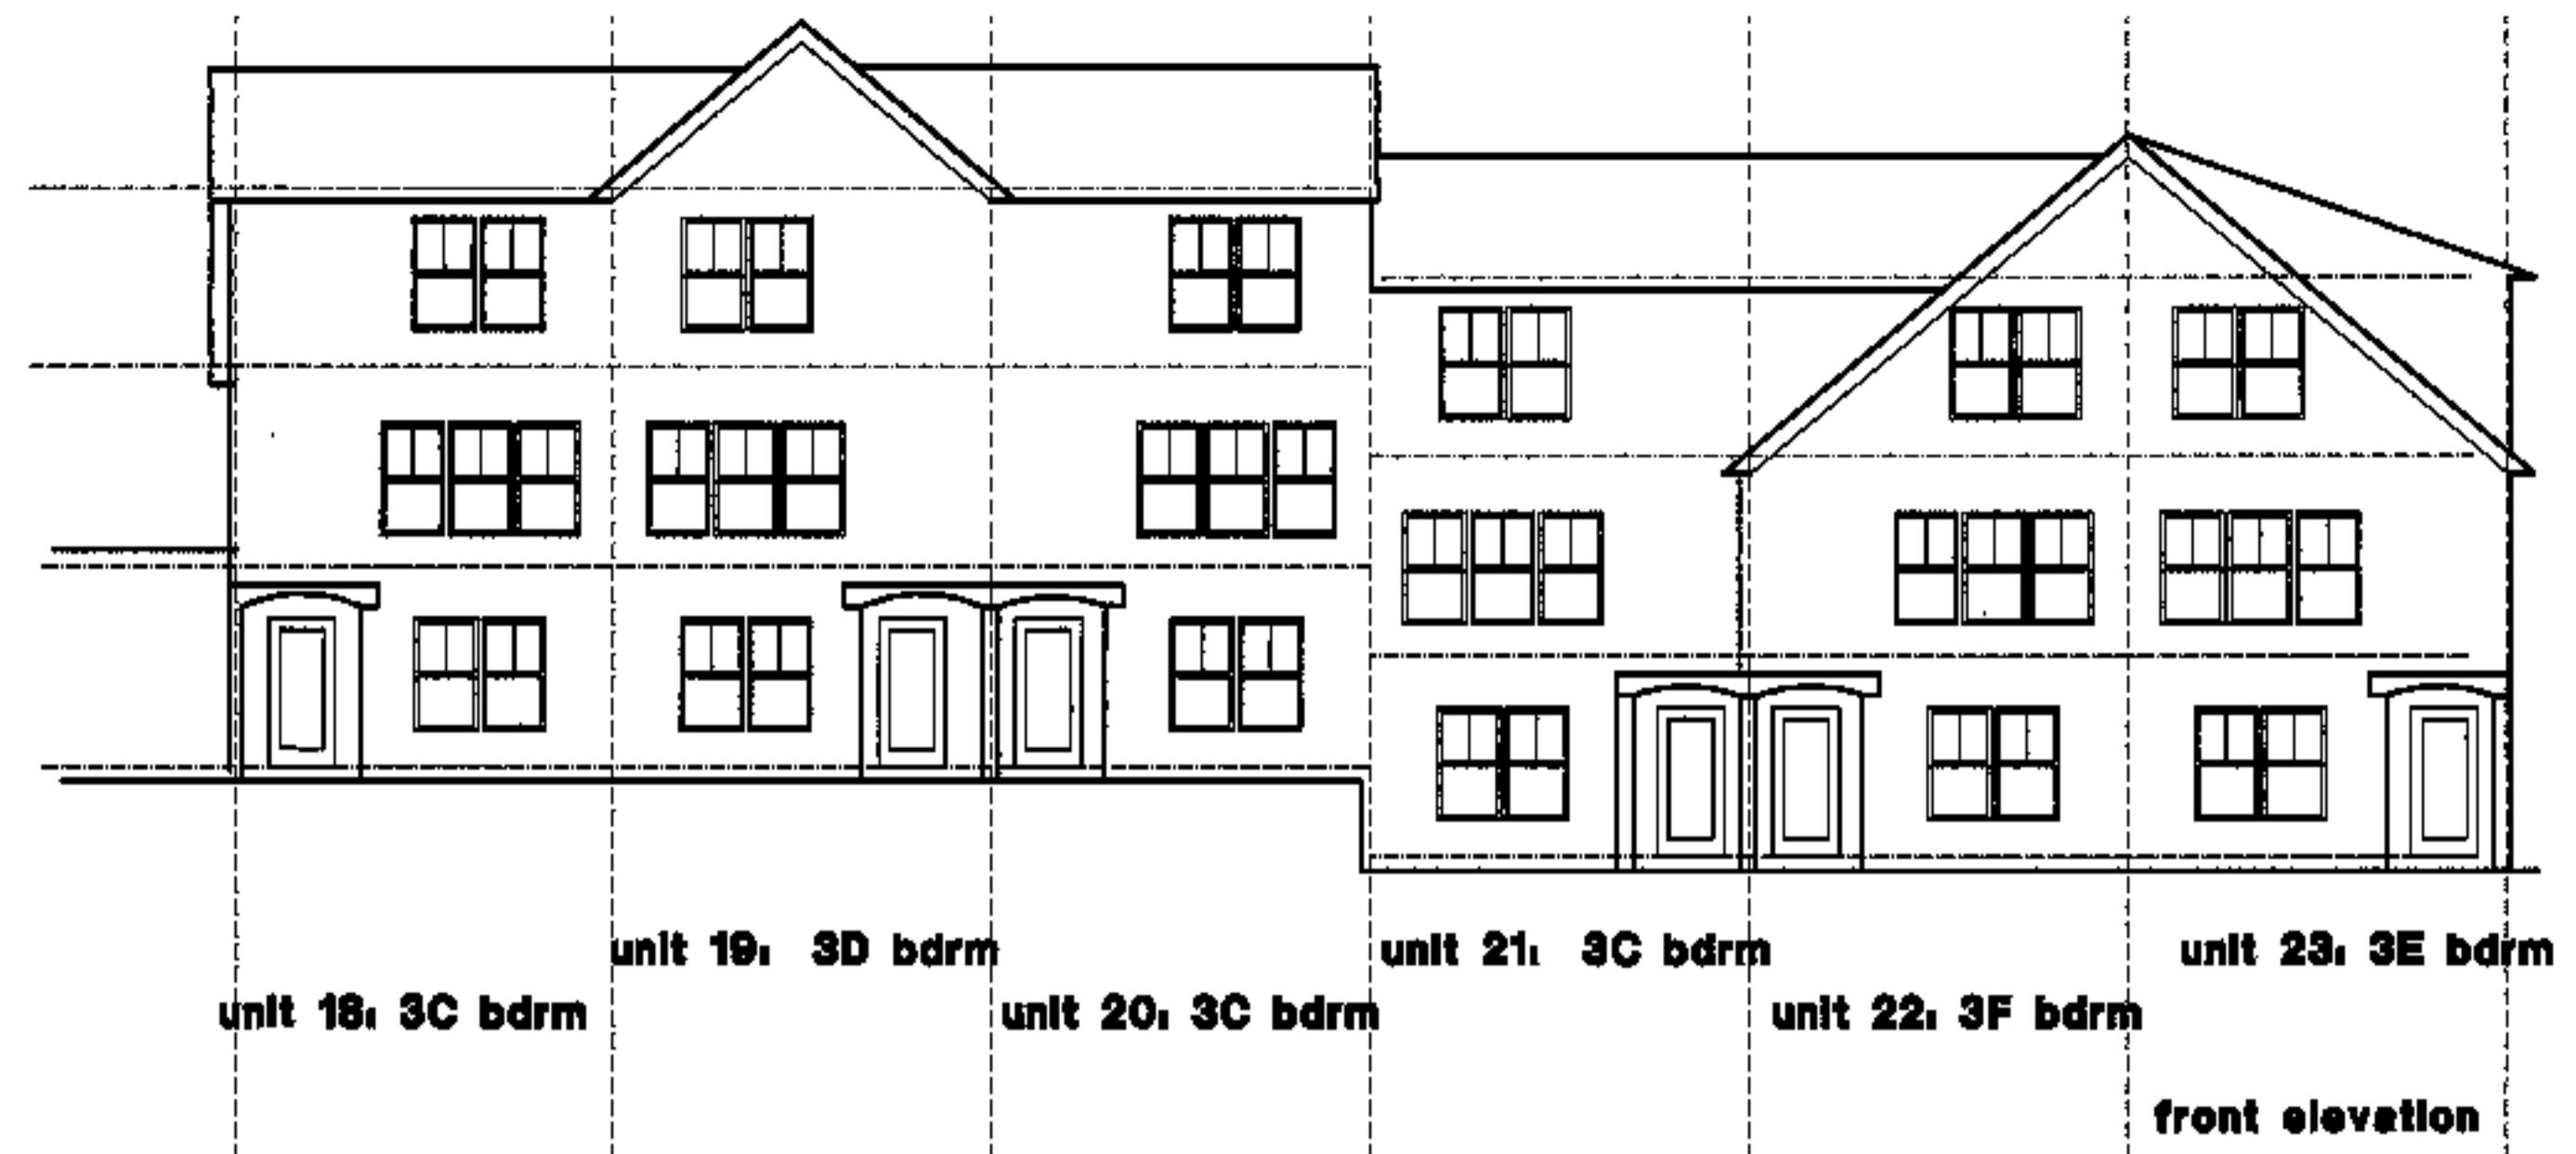 unit 19: 3D bdrm
unit 21: 3C bdrm
unit 23: 3E bdrm
unit 18: 3C bdrm
unit 20: 3C bdrm
unit 22: 3F bdrm
front elevation